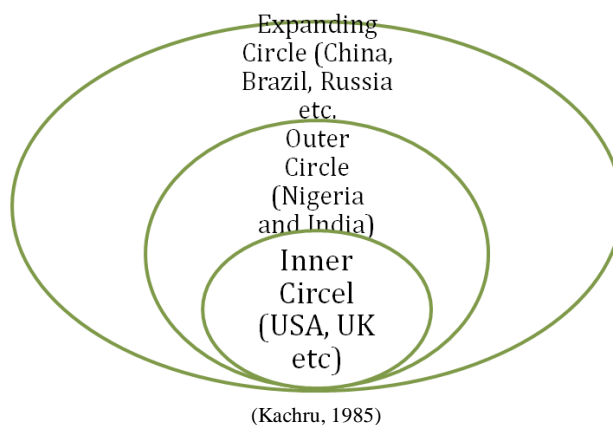 Expanding
Circle (China,
Brazil, Russia
etc.
Outer
Circle
(Nigeria
and India)
Inner
Circel
(USA, UK
etc)
(Kachru, 1985)